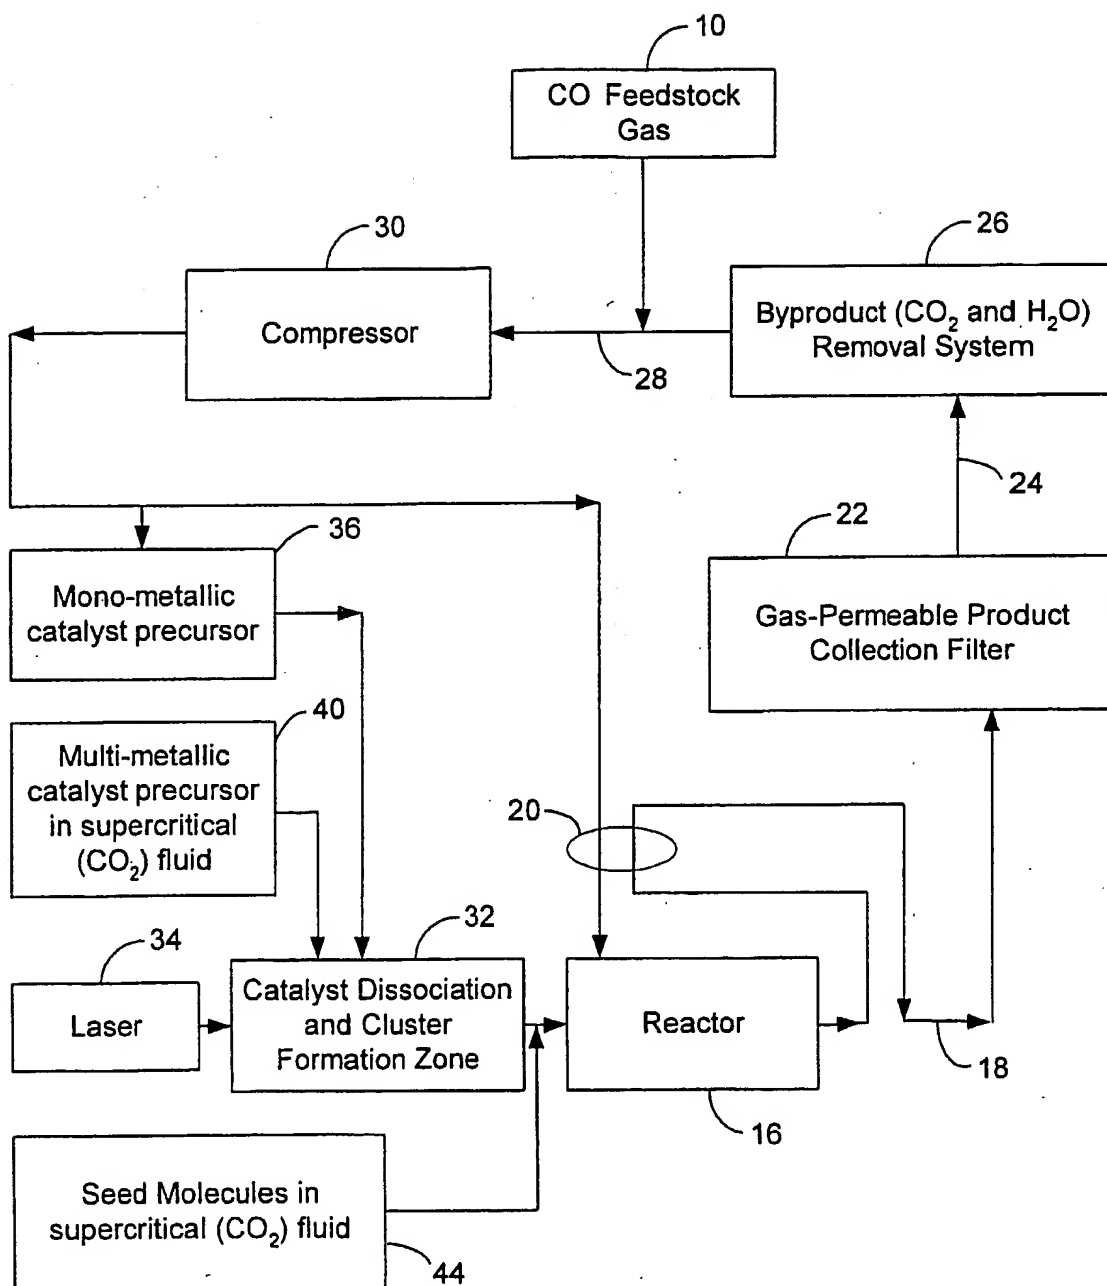 10
CO Feedstock
Gas
30
26
Compressor
Byproduct (CO₂ and H₂O)
Removal System
28
24
36
22
Mono-metallic
catalyst precursor
Gas-Permeable Product
Collection Filter
40
Multi-metallic
catalyst precursor
in supercritical
(CO₂) fluid
20
34
32
Laser
Catalyst Dissociation
and Cluster
Formation Zone
Reactor
18
16
Seed Molecules in
supercritical (CO₂) fluid
44